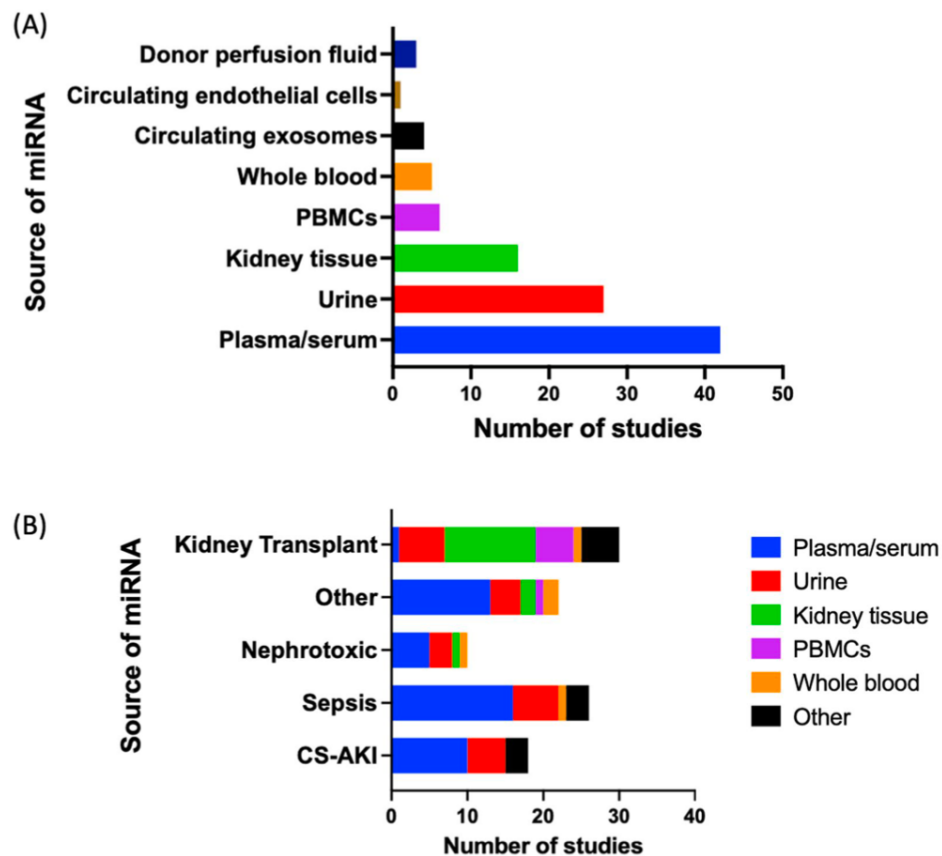 (A)
Source of miRNA
Donor perfusion fluid
Circulating endothelial cells
Circulating exosomes
Whole blood
PBMCs
Kidney tissue
Urine
Plasma/serum
0 10 20 30 40 50
Number of studies
(B)
Source of miRNA
Kidney Transplant
Other
Nephrotoxic
Sepsis
CS-AKI
0 10 20 30 40
Number of studies
Plasma/serum
Urine
Kidney tissue
PBMCs
Whole blood
Other